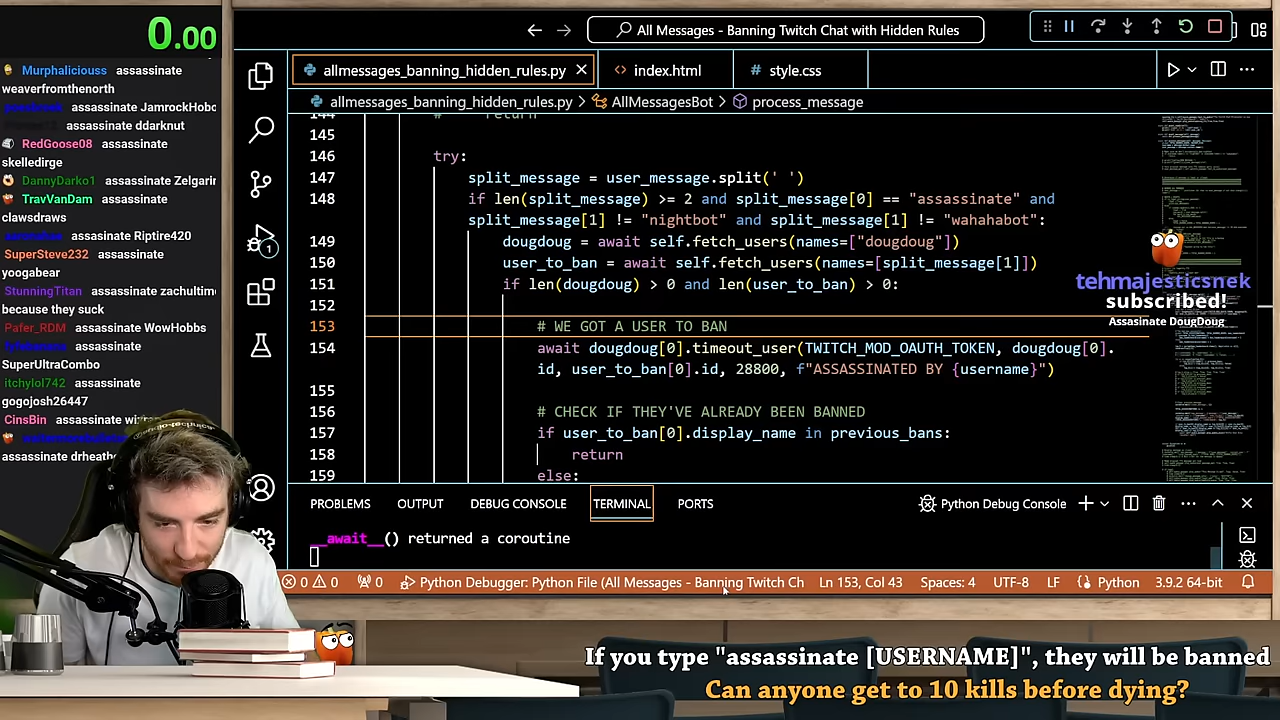 0.00
Murphaliciouss assassinate
weaverfromthenorth
assassinate JamrockHobo
assassinate ddarknut
RedGoose08 assassinate
skelledirge
DannyDarko1 assassinate Zelgarin
TravVanDam assassinate
clawsdraws
assassinate Riptire420
SuperSteve232 assassinate
yoogabear
StunningTitan assassinate zachultime
because they suck
Pafer_RDM assassinate WowHobbs
assassinate
SuperUltraCombo
itchylol742 assassinate
gogojosh26447
CinsBin assassinate
assassinate
All Messages - Banning Twitch Chat with Hidden Rules
allmessages_banning_hidden_rules.py
index.html
style.css
allmessages_banning_hidden_rules.py > AllMessagesBot > process_message
144 # return
145
146 try:
147 split_message = user_message.split(' ')
148 if len(split_message) >= 2 and split_message[0] == "assassinate" and
split_message[1] != "nightbot" and split_message[1] != "wahahabot":
149 dougdoug = await self.fetch_users(names=["dougdoug"])
150 user_to_ban = await self.fetch_users(names=[split_message[1]])
151 if len(dougdoug) > 0 and len(user_to_ban) > 0:
152
153 # WE GOT A USER TO BAN
154 await dougdoug[0].timeout_user(TWITCH_MOD_OAUTH_TOKEN, dougdoug[0].
id, user_to_ban[0].id, 28800, f"ASSASSINATED BY {username}")
155
156 # CHECK IF THEY'VE ALREADY BEEN BANNED
157 if user_to_ban[0].display_name in previous_bans:
158 return
159 else:
1
tehmajesticsnek
subscribed!
Assasinate DougDoug
PROBLEMS OUTPUT DEBUG CONSOLE TERMINAL PORTS
Python Debug Console
__await__() returned a coroutine
0 0 0 Python Debugger: Python File (All Messages - Banning Twitch Ch Ln 153, Col 43 Spaces: 4 UTF-8 LF Python 3.9.2 64-bit
If you type "assassinate [USERNAME]", they will be banned
Can anyone get to 10 kills before dying?